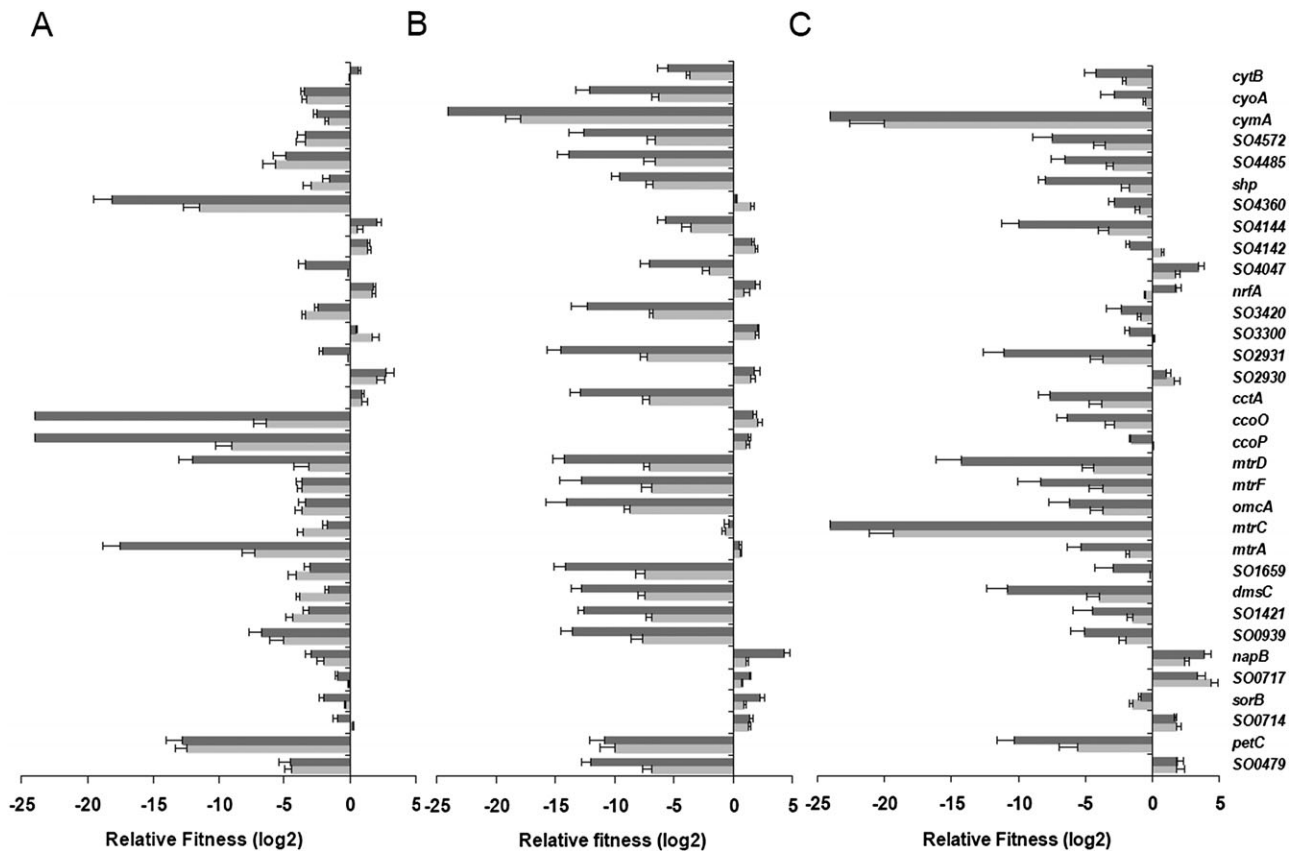 A
B
C
cytB
cyoA
cymA
SO4572
SO4485
shp
SO4360
SO4144
SO4142
SO4047
nrfA
SO3420
SO3300
SO2931
SO2930
cctA
ccoO
ccoP
mtrD
mtrF
omcA
mtrC
mtrA
SO1659
dmsC
SO1421
SO0939
napB
SO0717
sorB
SO0714
petC
SO0479
-25 -20 -15 -10 -5 0 5
-25 -20 -15 -10 -5 0 5
-25 -20 -15 -10 -5 0 5
Relative Fitness (log2)
Relative fitness (log2)
Relative Fitness (log2)